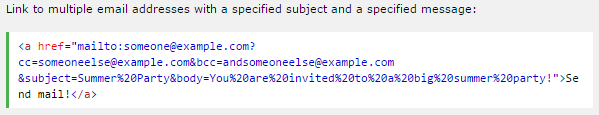 Link to multiple email addresses with a specified subject and a specified message:
<a href="mailto:someone@example.com?
cc=someoneelse@example.com&bcc=andsomeoneelse@example.com
&subject=Summer%20Party&body=You%20are%20invited%20to%20a%20big%20summer%20party!">Se
nd mail!</a>